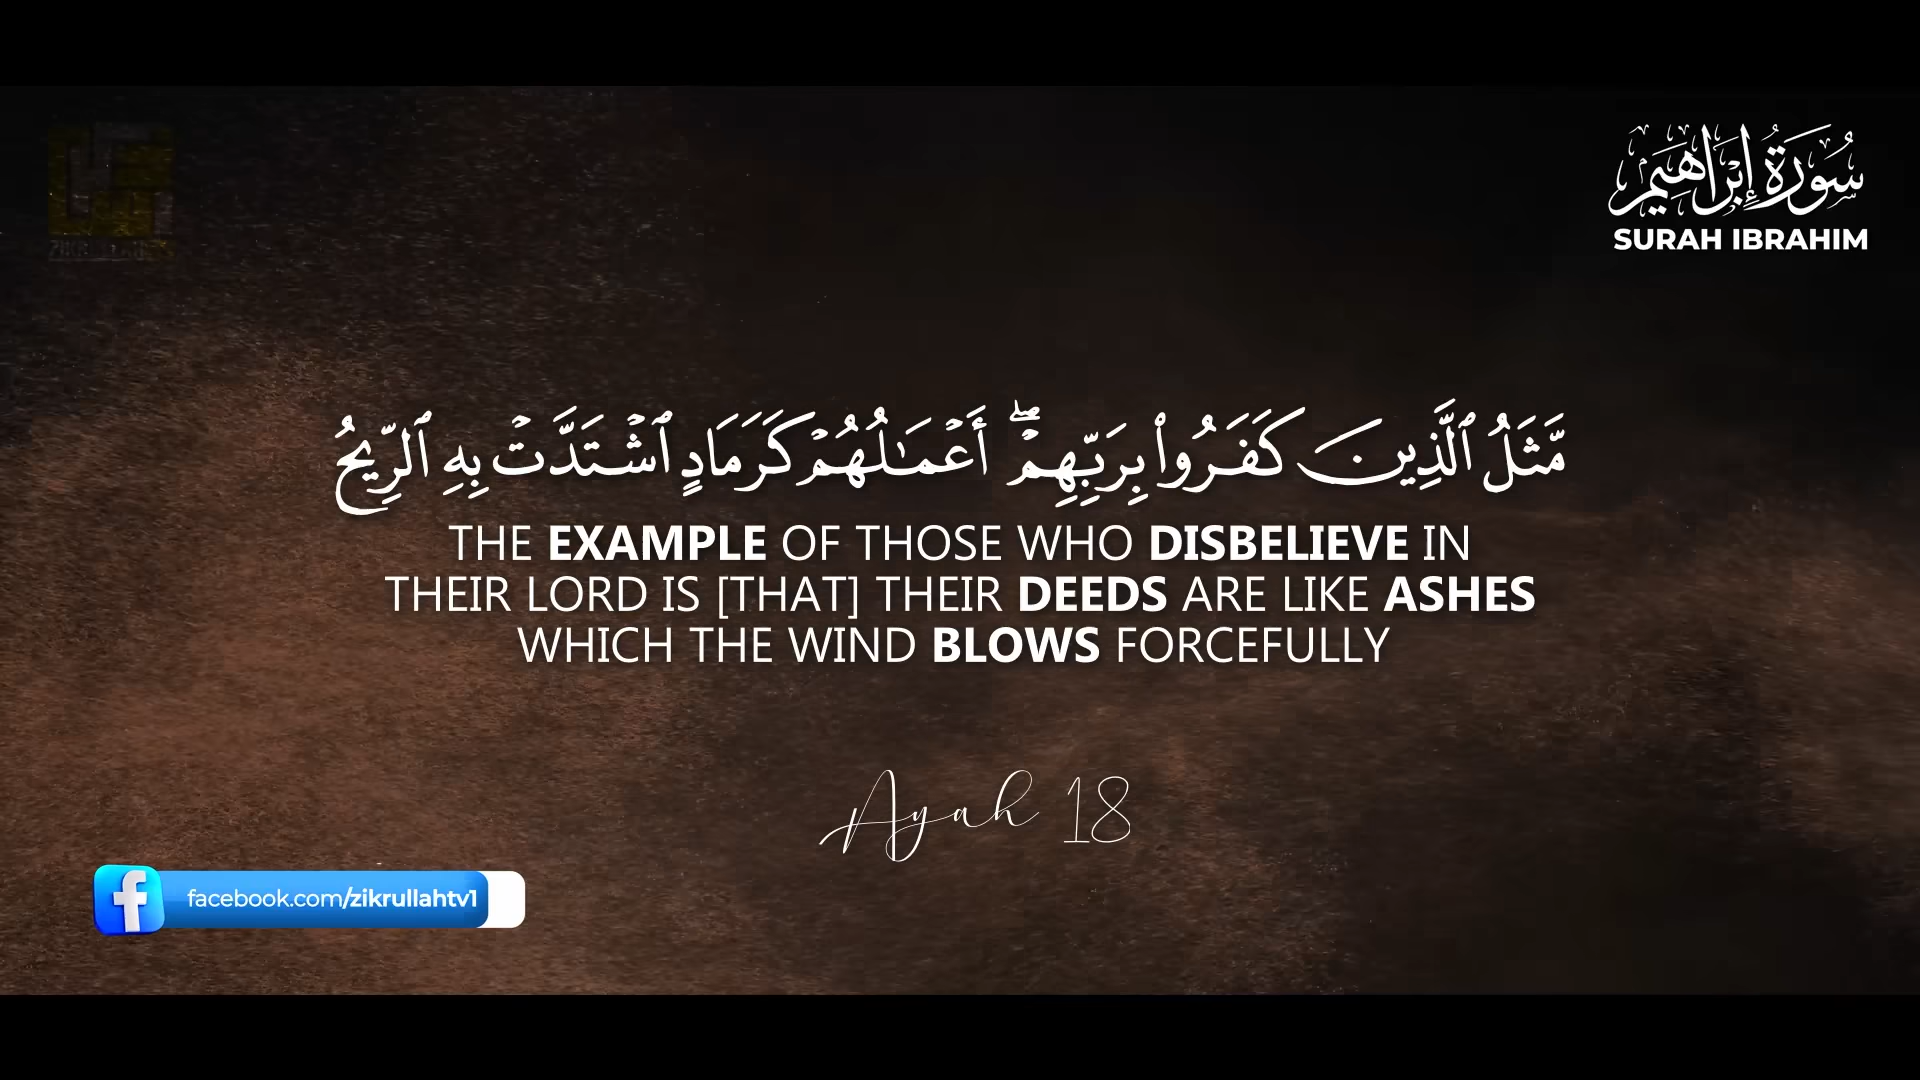 سُورَةُ إِبْرَاهِيم
SURAH IBRAHIM
مَّثَلُ ٱلَّذِينَ كَفَرُوا۟ بِرَبِّهِمْ ۖ أَعْمَـٰلُهُمْ كَرَمَادٍ ٱشْتَدَّتْ بِهِ ٱلرِّيحُ
THE EXAMPLE OF THOSE WHO DISBELIEVE IN
THEIR LORD IS [THAT] THEIR DEEDS ARE LIKE ASHES
WHICH THE WIND BLOWS FORCEFULLY
Ayah 18
facebook.com/zikrullahtv1